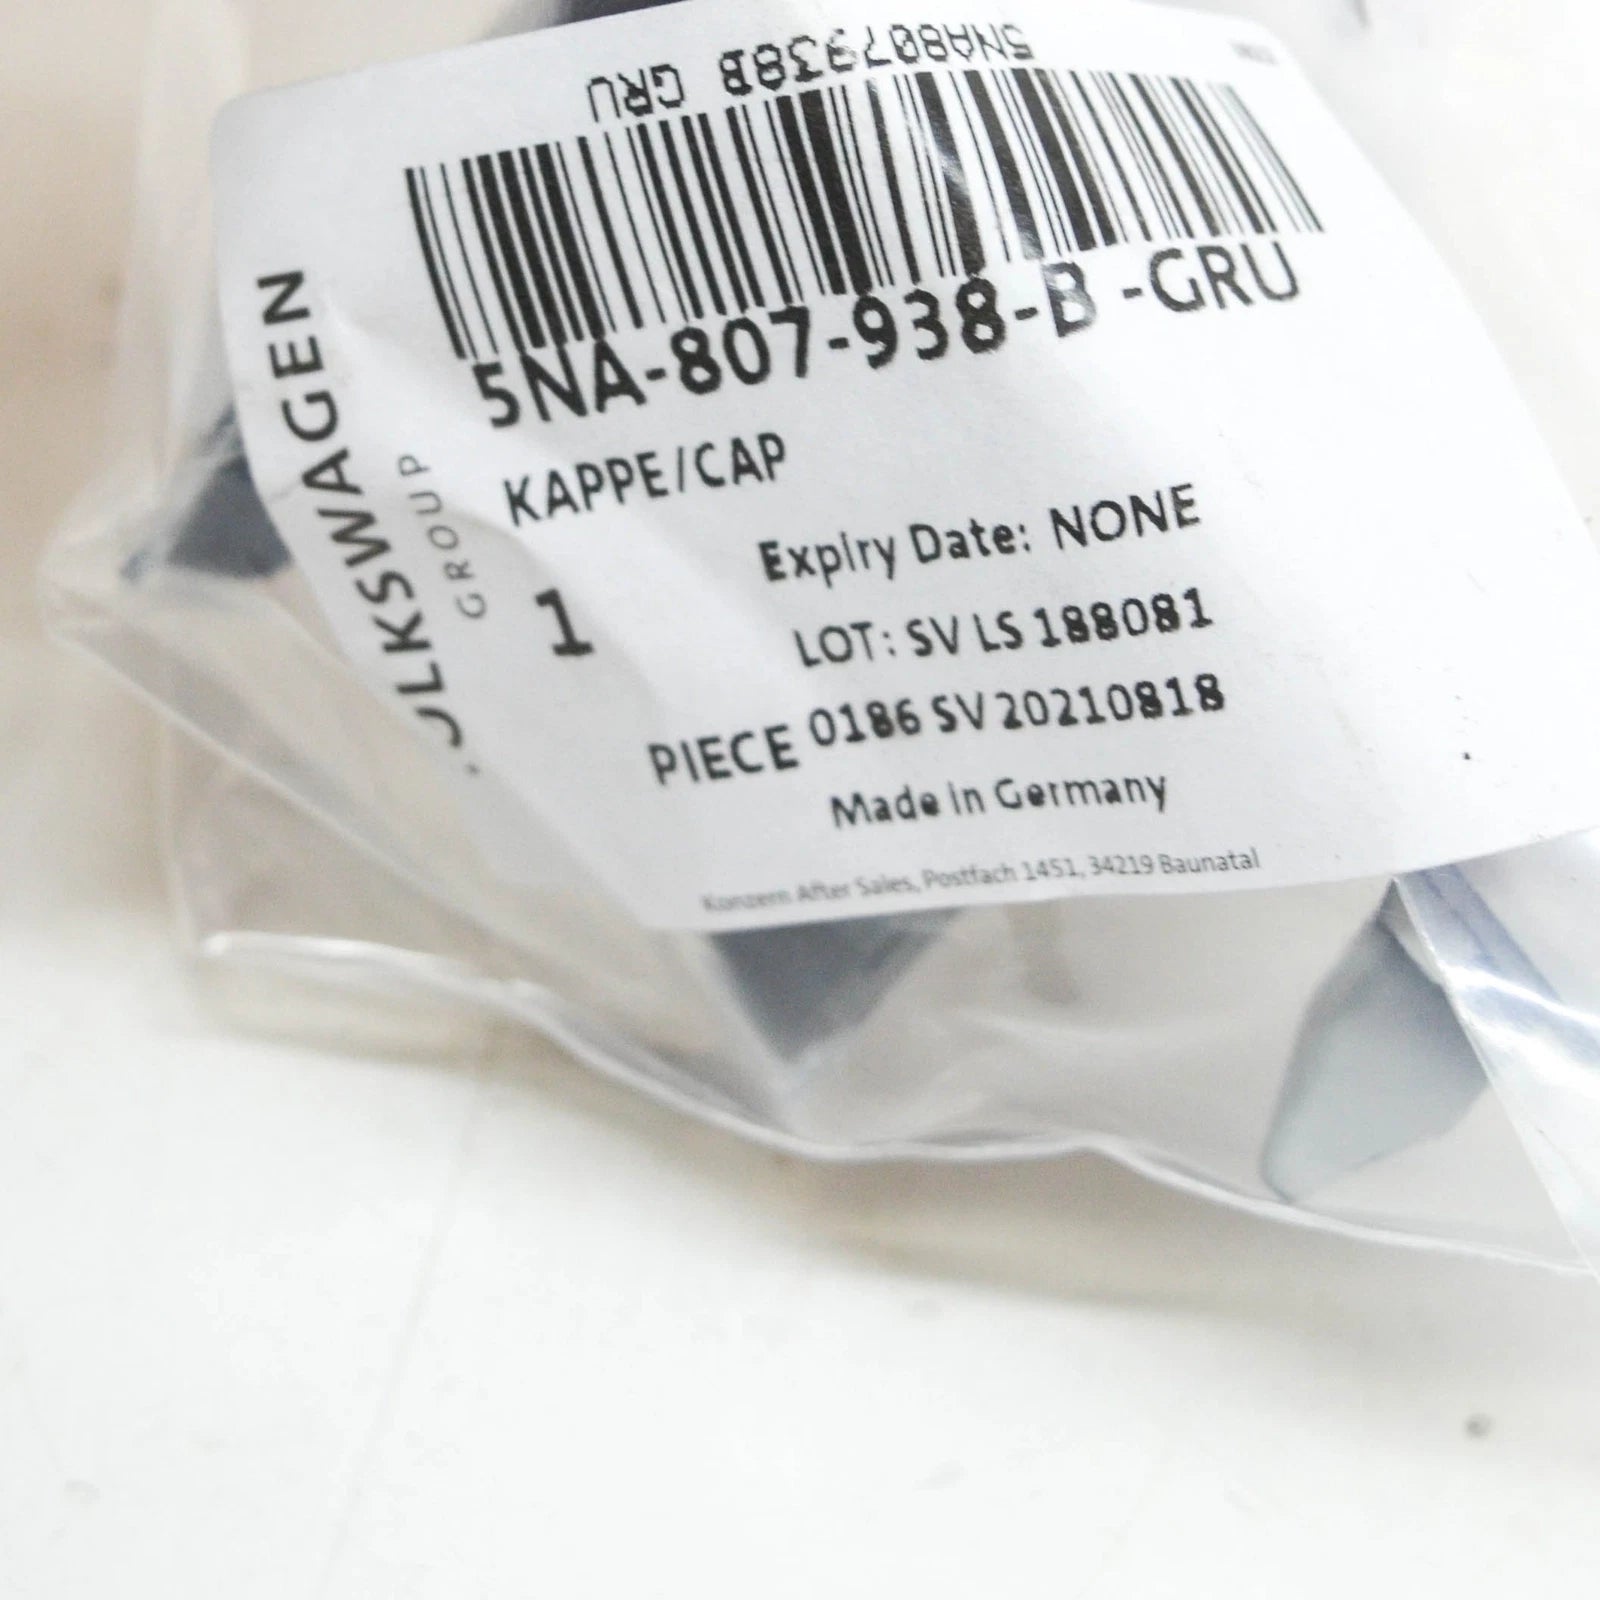 5NA807938B GRU
5NA-807-938-B -GRU
KAPPE/CAP
Expiry Date: NONE
1
LOT: SV LS 188081
PIECE 0186 SV 20210818
Made in Germany
Konzern After Sales, Postfach 1451, 34219 Baunatal
GROUP